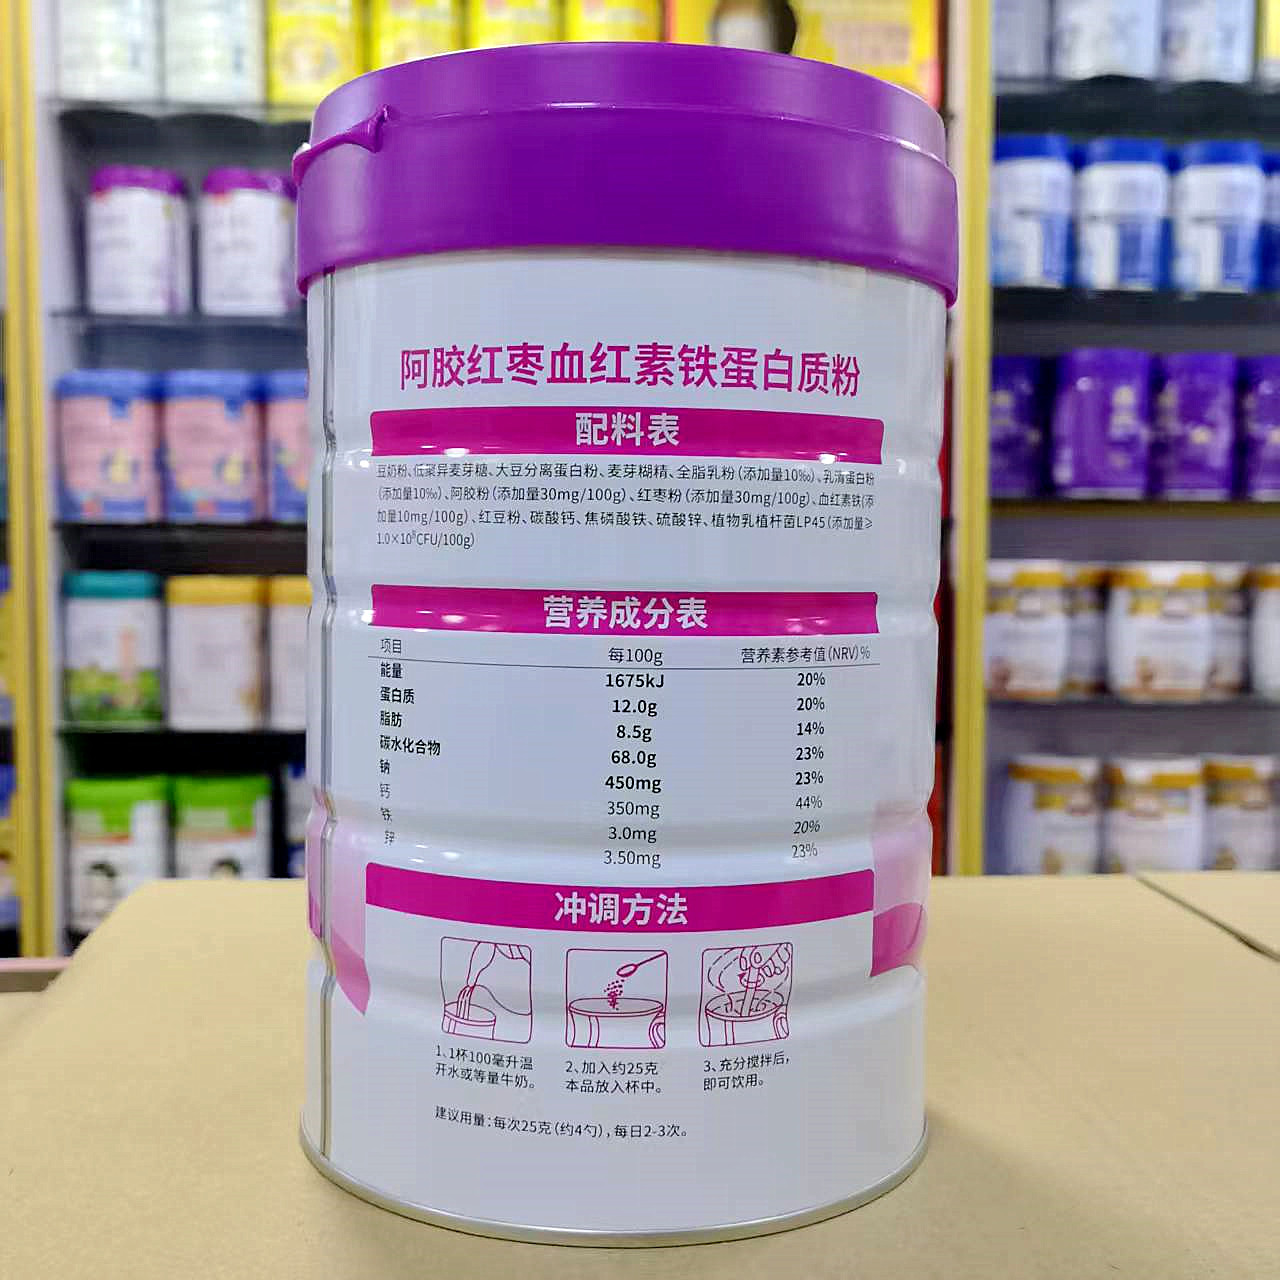 阿胶红枣血红素铁蛋白质粉
配料表
豆奶粉、低聚异麦芽糖、大豆分离蛋白粉、麦芽糊精、全脂乳粉(添加量10‰)、乳清蛋白粉
(添加量10‰)、阿胶粉(添加量30mg/100g)、红枣粉(添加量30mg/100g)、血红素铁(添
加量10mg/100g)、红豆粉、碳酸钙、焦磷酸铁、硫酸锌、植物乳植杆菌LP45(添加量≥
1.0×10⁸CFU/100g)
营养成分表
项目 每100g 营养素参考值(NRV)%
能量 1675kJ 20%
蛋白质 12.0g 20%
脂肪 8.5g 14%
碳水化合物 68.0g 23%
钠 450mg 23%
钙 350mg 44%
铁 3.0mg 20%
锌 3.50mg 23%
冲调方法
1、1杯100毫升温
开水或等量牛奶。
2、加入约25克
本品放入杯中。
3、充分搅拌后，
即可饮用。
建议用量：每次25克(约4勺)，每日2-3次。